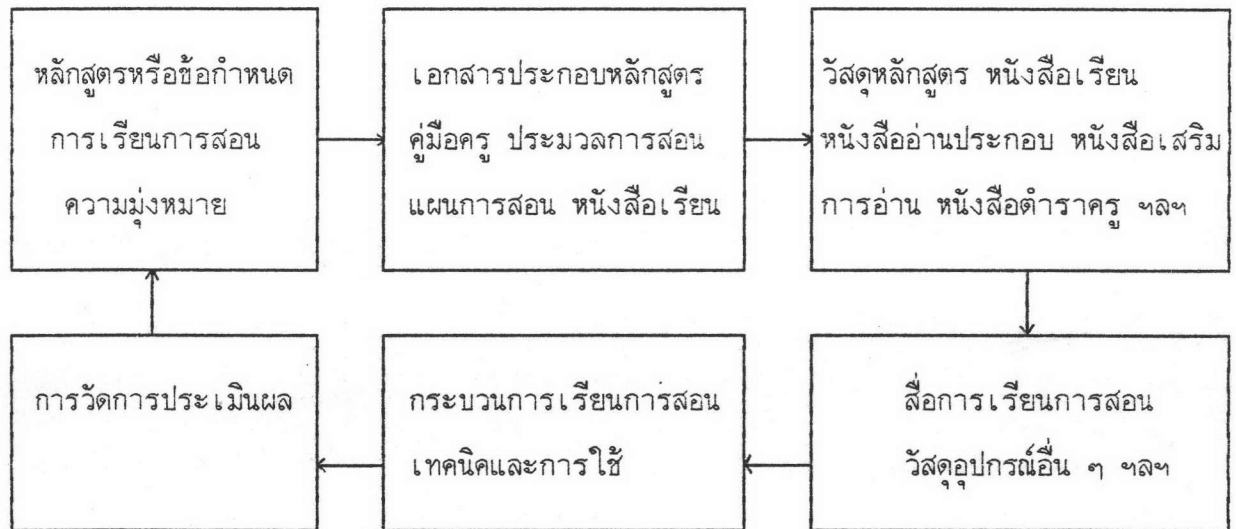 หลักสูตรหรือข้อกำหนด
การเรียนการสอน
ความมุ่งหมาย
เอกสารประกอบหลักสูตร
คู่มือครู ประมวลการสอน
แผนการสอน หนังสือเรียน
วัสดุหลักสูตร หนังสือเรียน
หนังสืออ่านประกอบ หนังสือเสริม
การอ่าน หนังสือตำราครู ฯลฯ
สื่อการเรียนการสอน
วัสดุอุปกรณ์อื่น ๆ ฯลฯ
กระบวนการเรียนการสอน
เทคนิคและการใช้
การวัดการประเมินผล